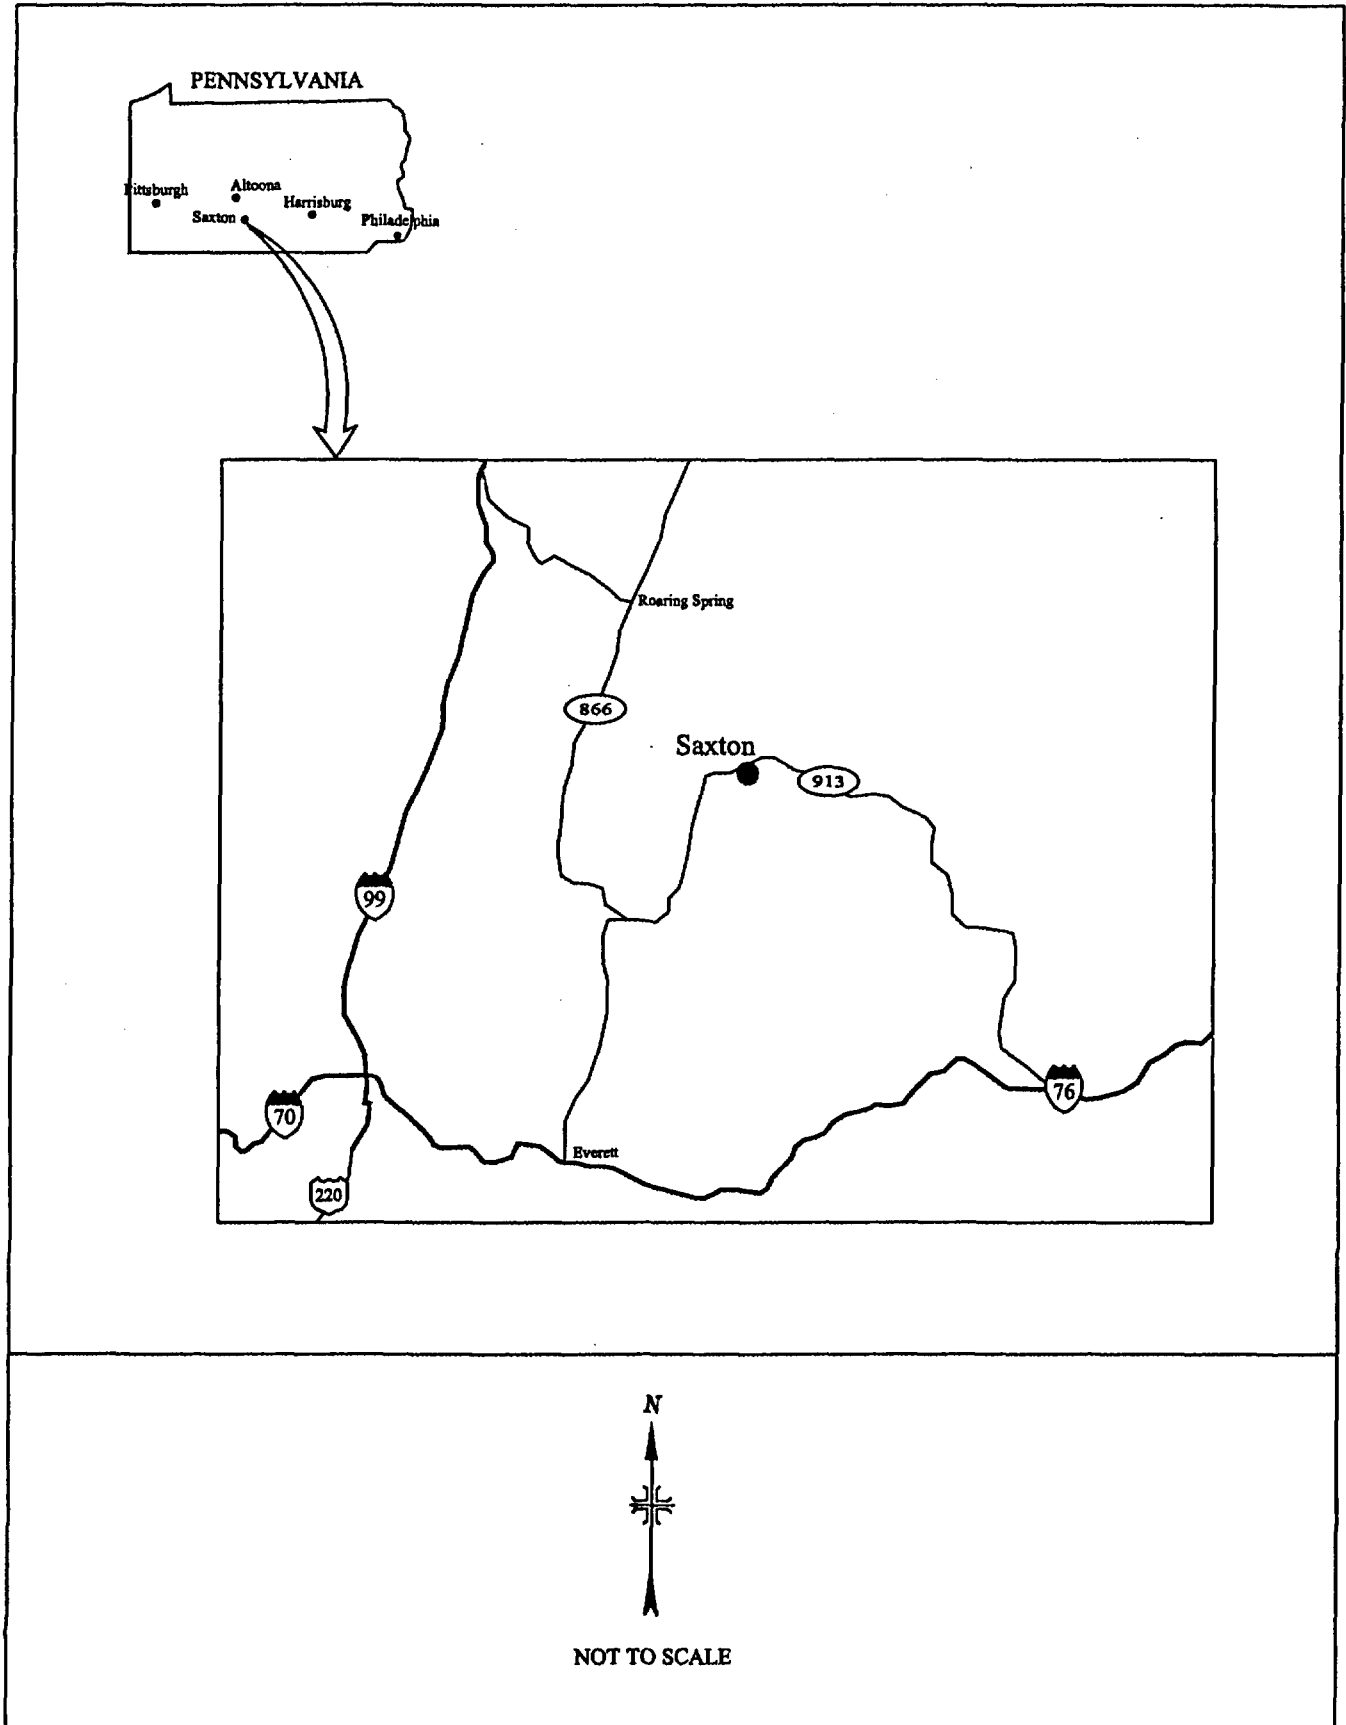 PENNSYLVANIA
Pittsburgh
Altoona
Saxton
Harrisburg
Philadelphia
Roaring Spring
866
Saxton
913
99
76
70
Everett
220
N
NOT TO SCALE